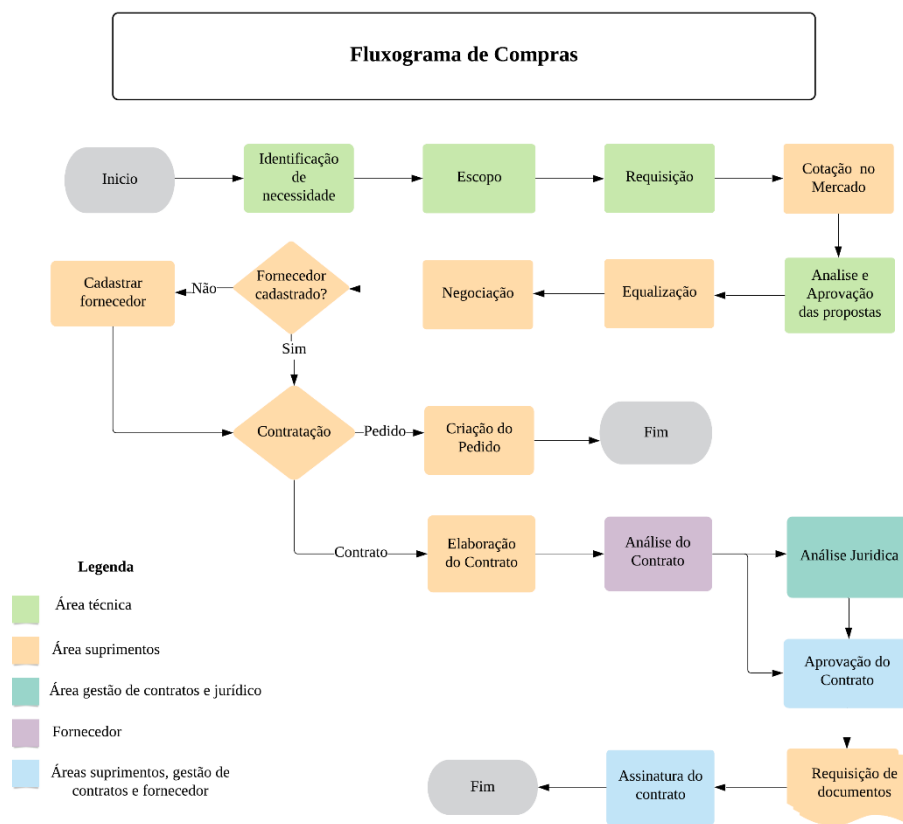 Fluxograma de Compras
Inicio
Identificação
de
necessidade
Escopo
Requisição
Cotação no
Mercado
Cadastrar
fornecedor
Não
Fornecedor
cadastrado?
Negociação
Equalização
Analise e
Aprovação
das propostas
Sim
Contratação
Pedido
Criação do
Pedido
Fim
Contrato
Elaboração
do Contrato
Análise do
Contrato
Análise Juridica
Aprovação do
Contrato
Legenda
Área técnica
Área suprimentos
Área gestão de contratos e jurídico
Fornecedor
Áreas suprimentos, gestão de
contratos e fornecedor
Fim
Assinatura do
contrato
Requisição de
documentos